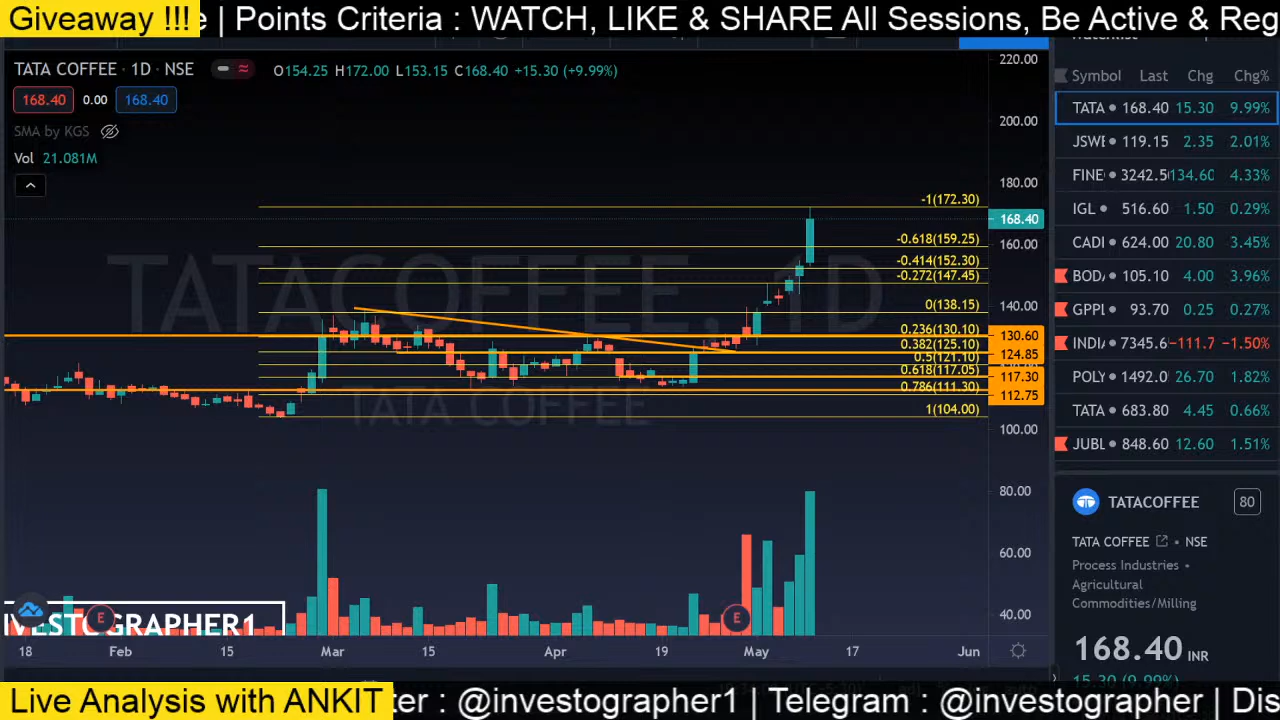 Giveaway !!! e | Points Criteria : WATCH, LIKE & SHARE All Sessions, Be Active & Reg
TATA COFFEE · 1D · NSE
O154.25 H172.00 L153.15 C168.40 +15.30 (+9.99%)
168.40 0.00 168.40
SMA by KGS
Vol 21.081M
TATACOFFEE, 1D
TATA COFFEE
-1(172.30)
-0.618(159.25)
-0.414(152.30)
-0.272(147.45)
0(138.15)
0.236(130.10)
0.382(125.10)
0.5(121.10)
0.618(117.05)
0.786(111.30)
1(104.00)
220.00
200.00
180.00
168.40
160.00
140.00
130.60
124.85
117.30
112.75
100.00
80.00
60.00
40.00
E
E
18 Feb 15 Mar 15 Apr 19 May 17 Jun
Symbol Last Chg Chg%
TATA 168.40 15.30 9.99%
JSWE 119.15 2.35 2.01%
FINE 3242.50 134.60 4.33%
IGL 516.60 1.50 0.29%
CADI 624.00 20.80 3.45%
BOD 105.10 4.00 3.96%
GPPI 93.70 0.25 0.27%
INDI 7345.6 -111.7 -1.50%
POLY 1492.0 26.70 1.82%
TATA 683.80 4.45 0.66%
JUBL 848.60 12.60 1.51%
TATACOFFEE 80
TATA COFFEE • NSE
Process Industries •
Agricultural
Commodities/Milling
168.40 INR
15.30 (9.99%)
NVESTOGRAPHER1
Live Analysis with ANKIT ter : @investographer1 | Telegram : @investographer | Dis